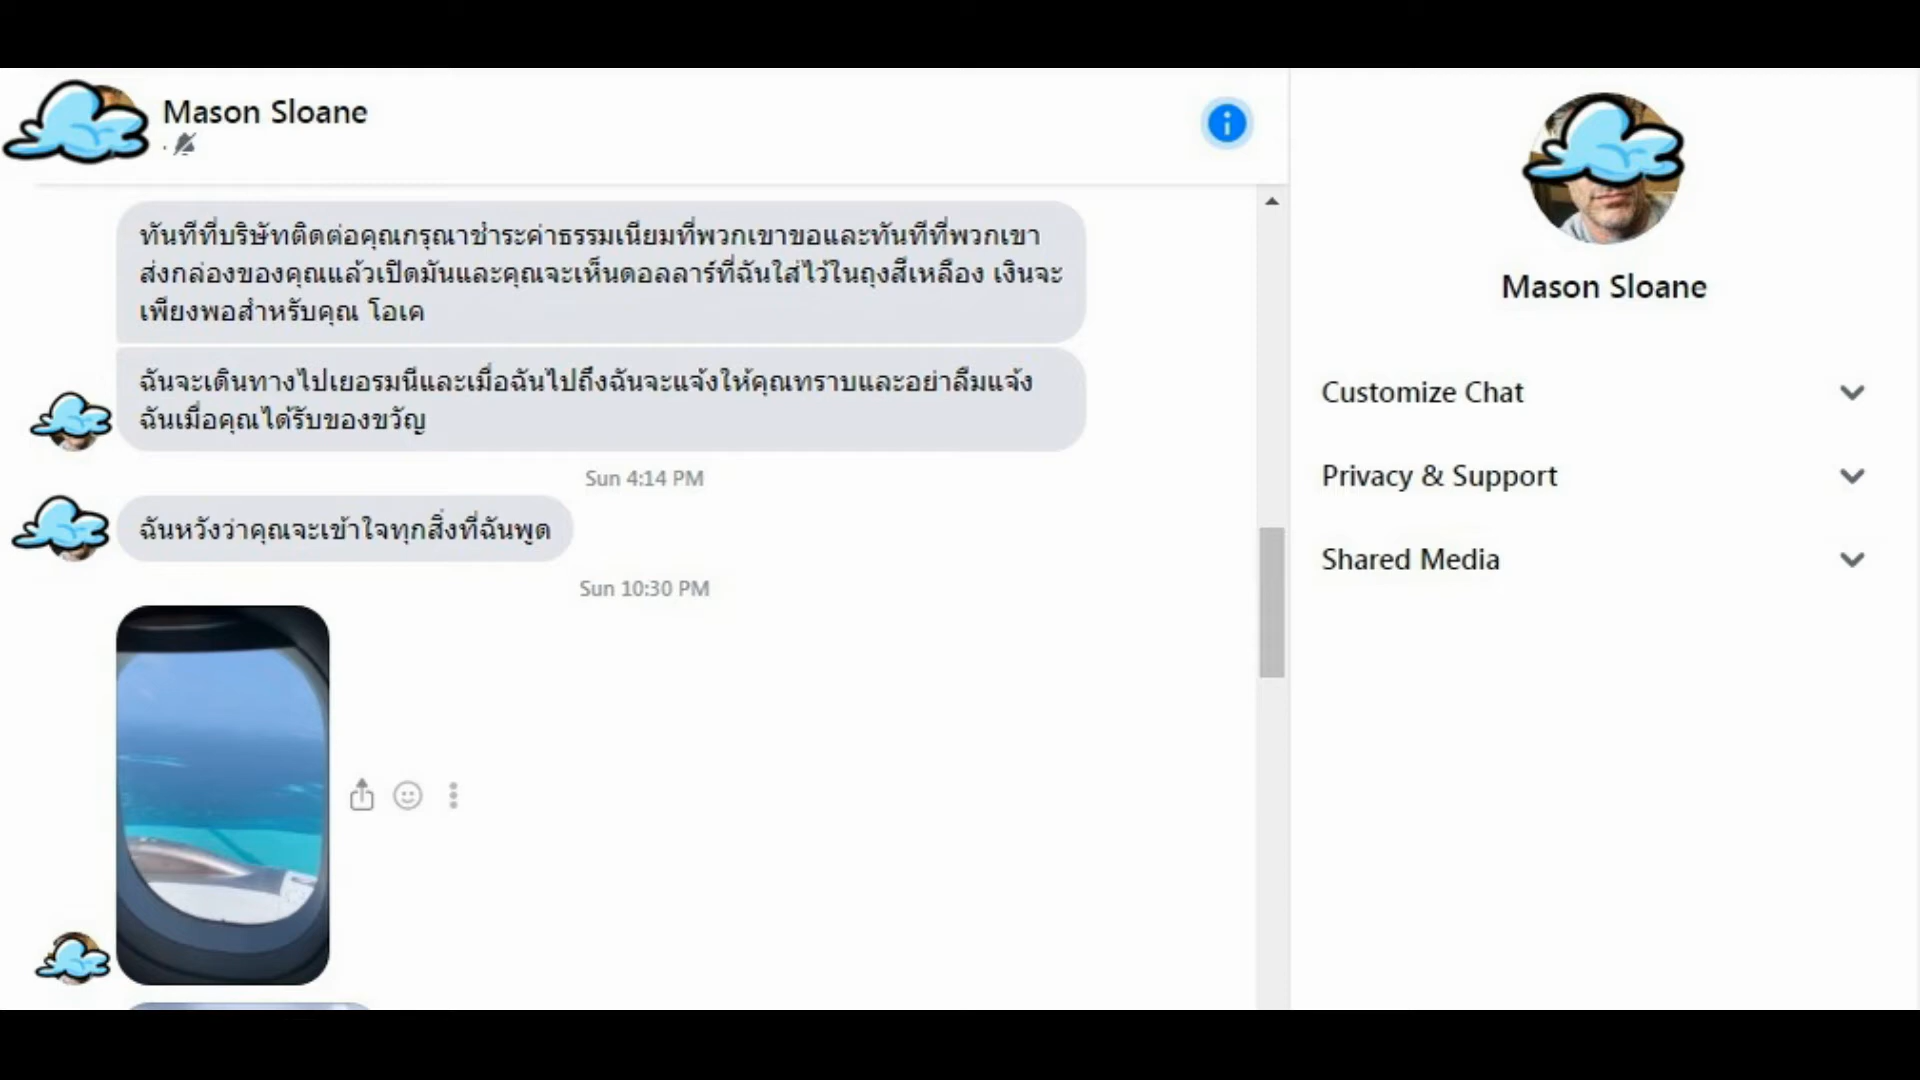 Mason Sloane
ทันทีที่บริษัทติดต่อคุณกรุณาชำระค่าธรรมเนียมที่พวกเขาขอและทันทีที่พวกเขา
ส่งกล่องของคุณแล้วเปิดมันและคุณจะเห็นดอลลาร์ที่ฉันใส่ไว้ในถุงสีเหลือง เงินจะ
เพียงพอสำหรับคุณ โอเค
ฉันจะเดินทางไปเยอรมนีและเมื่อฉันไปถึงฉันจะแจ้งให้คุณทราบและอย่าลืมแจ้ง
ฉันเมื่อคุณได้รับของขวัญ
Sun 4:14 PM
ฉันหวังว่าคุณจะเข้าใจทุกสิ่งที่ฉันพูด
Sun 10:30 PM
Mason Sloane
Customize Chat
Privacy & Support
Shared Media